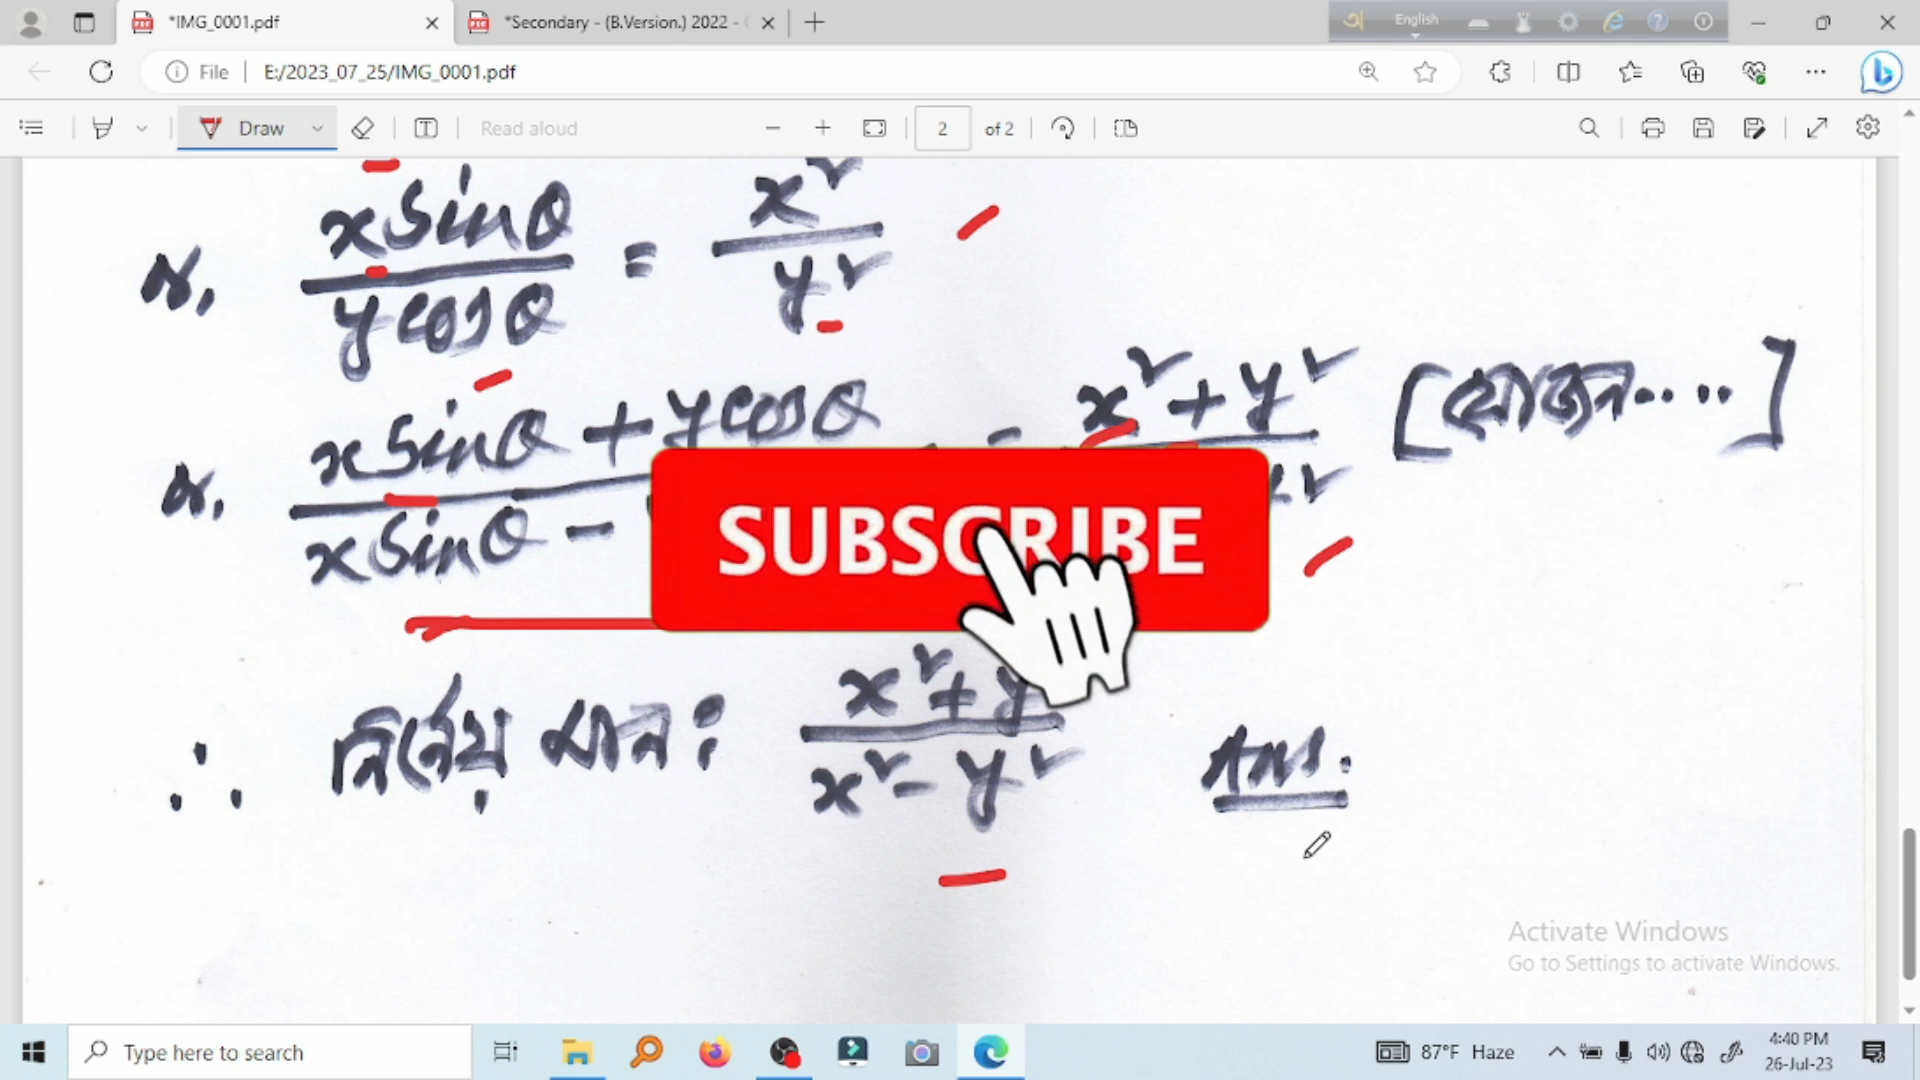 *IMG_0001.pdf
*Secondary - (B.Version.) 2022 -
English
File E:/2023_07_25/IMG_0001.pdf
Draw Read aloud 2 of 2
বা, xSinθ/ycosθ = x²/y²
বা, xSinθ + ycosθ / xSinθ - = x² + y² [যোজন.....]
SUBSCRIBE
∴ নির্ণেয় মান: x² + y / x² - y² Ans.
Activate Windows
Go to Settings to activate Windows.
Type here to search
87°F Haze
4:40 PM
26-Jul-23